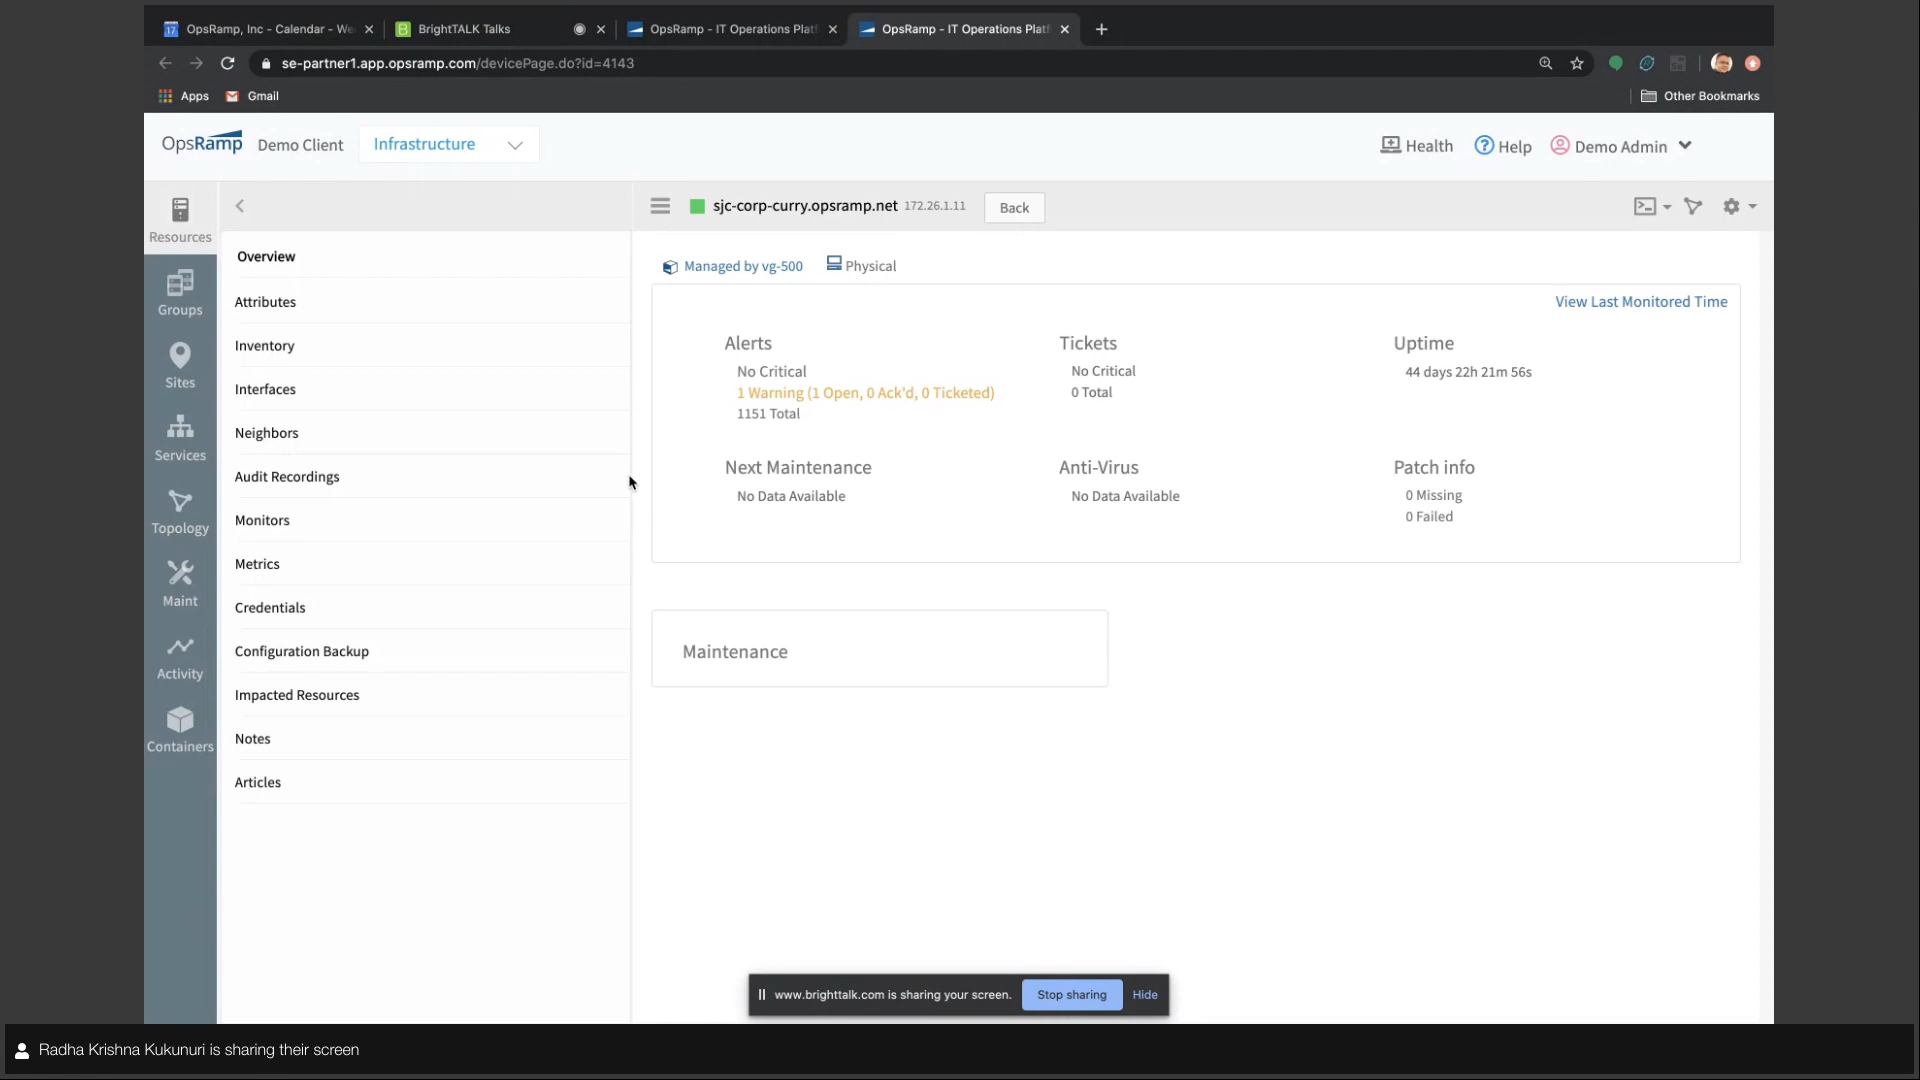 17 OpsRamp, Inc - Calendar - We
B BrightTALK Talks
OpsRamp - IT Operations Platf
OpsRamp - IT Operations Platf
se-partner1.app.opsramp.com/devicePage.do?id=4143
Apps
Gmail
Other Bookmarks
OpsRamp
Demo Client
Infrastructure
Health
Help
Demo Admin
Resources
sjc-corp-curry.opsramp.net 172.26.1.11
Back
Groups
Sites
Services
Topology
Maint
Activity
Containers
Overview
Attributes
Inventory
Interfaces
Neighbors
Audit Recordings
Monitors
Metrics
Credentials
Configuration Backup
Impacted Resources
Notes
Articles
Managed by vg-500
Physical
View Last Monitored Time
Alerts
No Critical
1 Warning (1 Open, 0 Ack'd, 0 Ticketed)
1151 Total
Tickets
No Critical
0 Total
Uptime
44 days 22h 21m 56s
Next Maintenance
No Data Available
Anti-Virus
No Data Available
Patch info
0 Missing
0 Failed
Maintenance
www.brighttalk.com is sharing your screen.
Stop sharing
Hide
Radha Krishna Kukunuri is sharing their screen